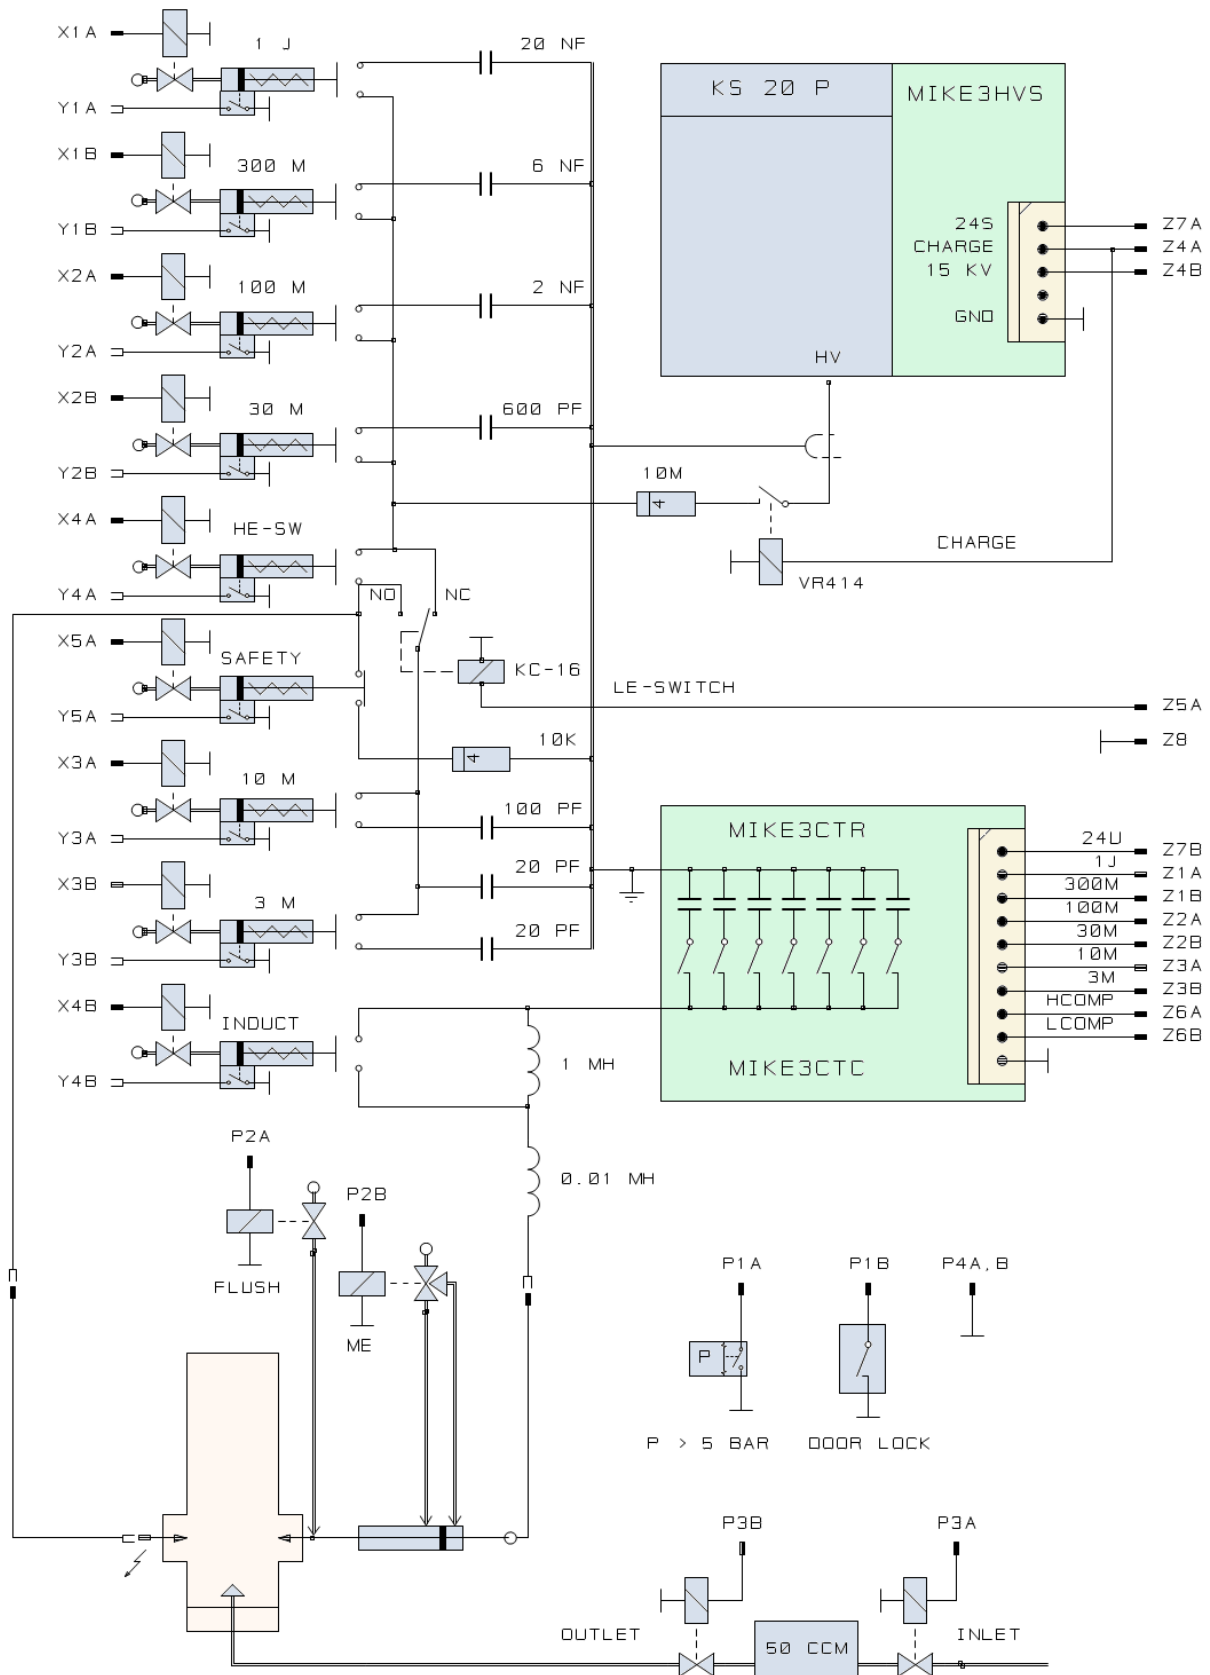 X1A
1 J
20 NF
Y1A
KS 20 P
MIKE3HVS
X1B
300 M
6 NF
Y1B
24S
Z7A
CHARGE
Z4A
15 KV
Z4B
GND
X2A
100 M
2 NF
Y2A
HV
X2B
30 M
600 PF
Y2B
10M
4
X4A
HE-SW
CHARGE
VR414
Y4A
NO
NC
X5A
SAFETY
KC-16
LE-SWITCH
Z5A
Y5A
Z8
10K
4
X3A
10 M
100 PF
Y3A
MIKE3CTR
24U
Z7B
1J
Z1A
300M
Z1B
100M
Z2A
30M
Z2B
10M
Z3A
3M
Z3B
HCOMP
Z6A
LCOMP
Z6B
20 PF
X3B
3 M
20 PF
Y3B
X4B
INDUCT
1 MH
MIKE3CTC
Y4B
P2A
0.01 MH
P2B
FLUSH
ME
P1A
P1B
P4A,B
P
P > 5 BAR
DOOR LOCK
P3B
P3A
OUTLET
50 CCM
INLET